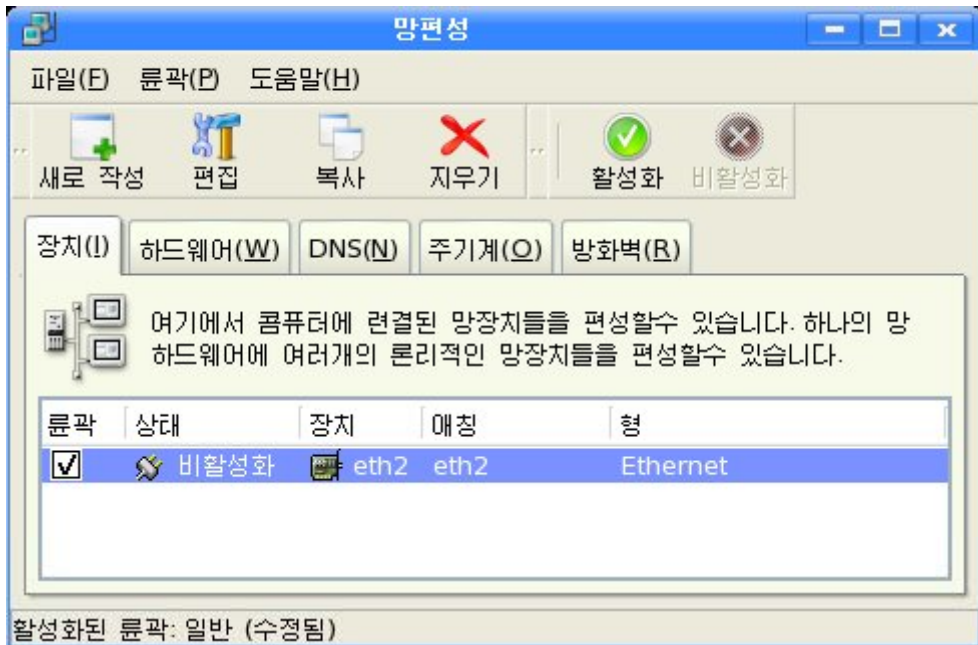 망편성
파일(F) 륜곽(P) 도움말(H)
새로 작성 편집 복사 지우기 활성화 비활성화
장치(I) 하드웨어(W) DNS(N) 주기계(O) 방화벽(R)
여기에서 콤퓨터에 련결된 망장치들을 편성할수 있습니다. 하나의 망
하드웨어에 여러개의 론리적인 망장치들을 편성할수 있습니다.
륜곽 상태 장치 애칭 형
비활성화 eth2 eth2 Ethernet
활성화된 륜곽: 일반 (수정됨)